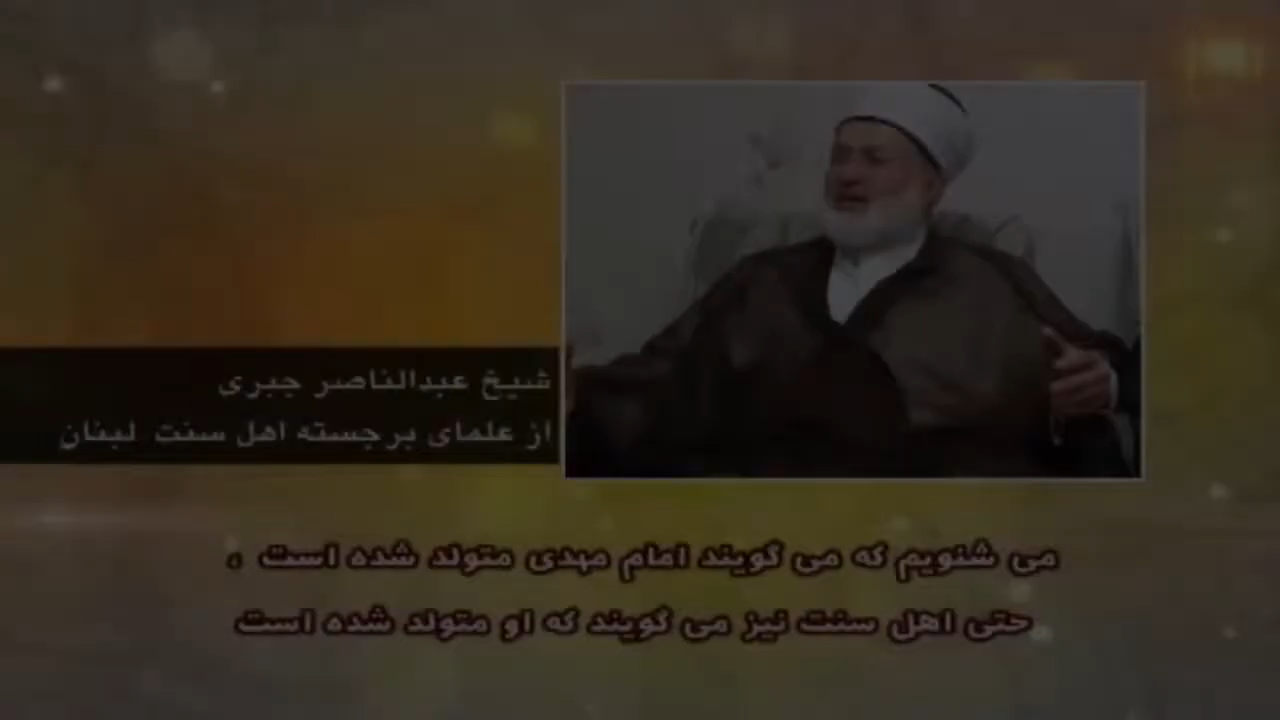 شیخ عبدالناصر جبری
از علمای برجسته اهل سنت لبنان
می شنویم که می گویند امام مهدی متولد شده است ،
حتی اهل سنت نیز می گویند که او متولد شده است